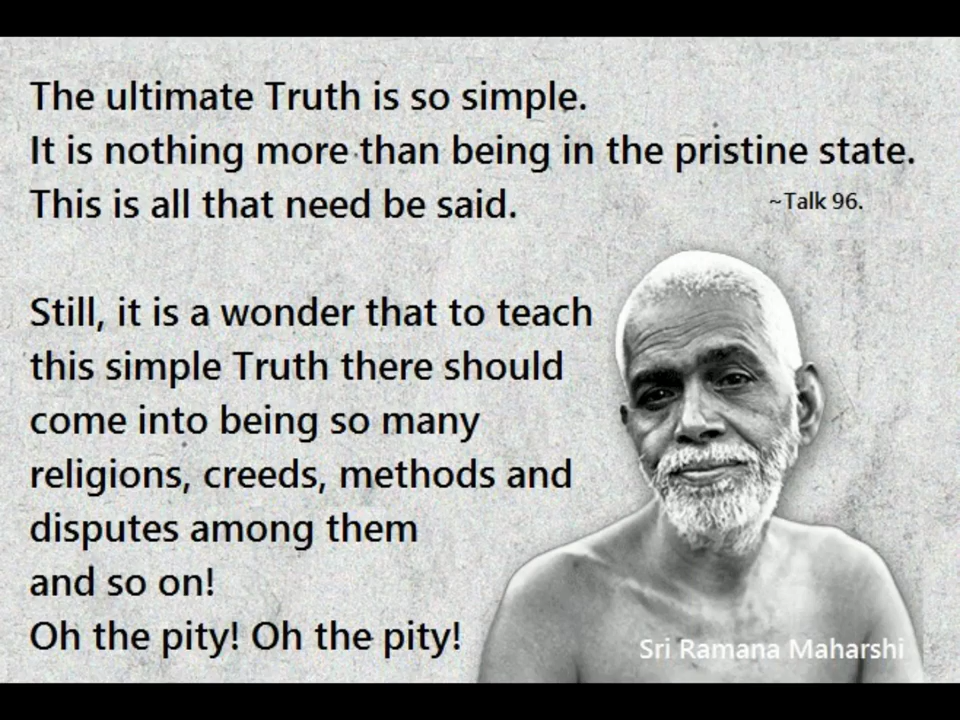 The ultimate Truth is so simple.
It is nothing more than being in the pristine state.
This is all that need be said.
~Talk 96.
Still, it is a wonder that to teach
this simple Truth there should
come into being so many
religions, creeds, methods and
disputes among them
and so on!
Oh the pity! Oh the pity!
Sri Ramana Maharshi